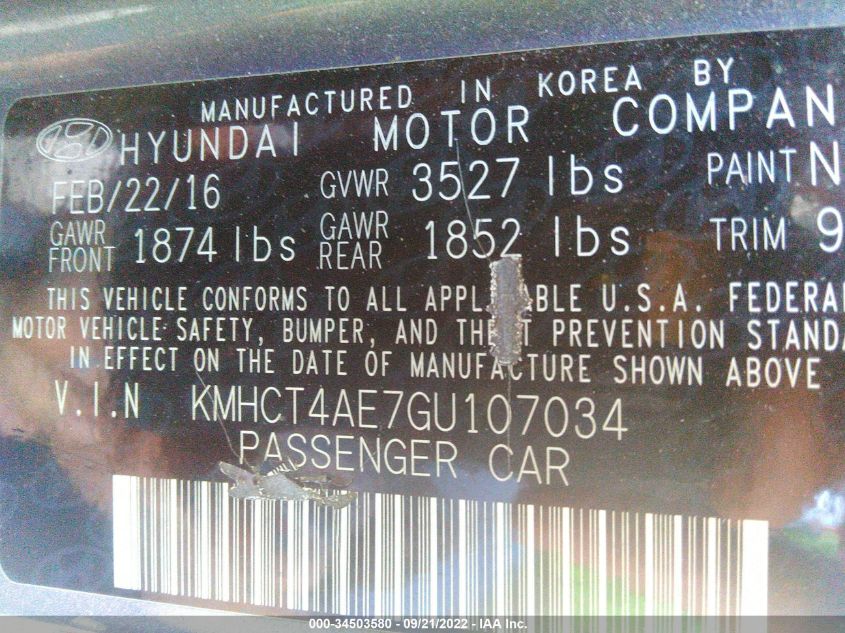 MANUFACTURED IN KOREA BY
HYUNDAI MOTOR COMPAN
FEB/22/16 GVWR 3527 lbs PAINT N
GAWR FRONT 1874 lbs GAWR REAR 1852 lbs TRIM 9
THIS VEHICLE CONFORMS TO ALL APPL BLE U.S.A. FEDERAL
MOTOR VEHICLE SAFETY, BUMPER, AND THE PREVENTION STANDA
IN EFFECT ON THE DATE OF MANUFACTURE SHOWN ABOVE
V.I.N KMHCT4AE7GU107034
PASSENGER CAR
000-34503580 - 09/21/2022 - IAA Inc.